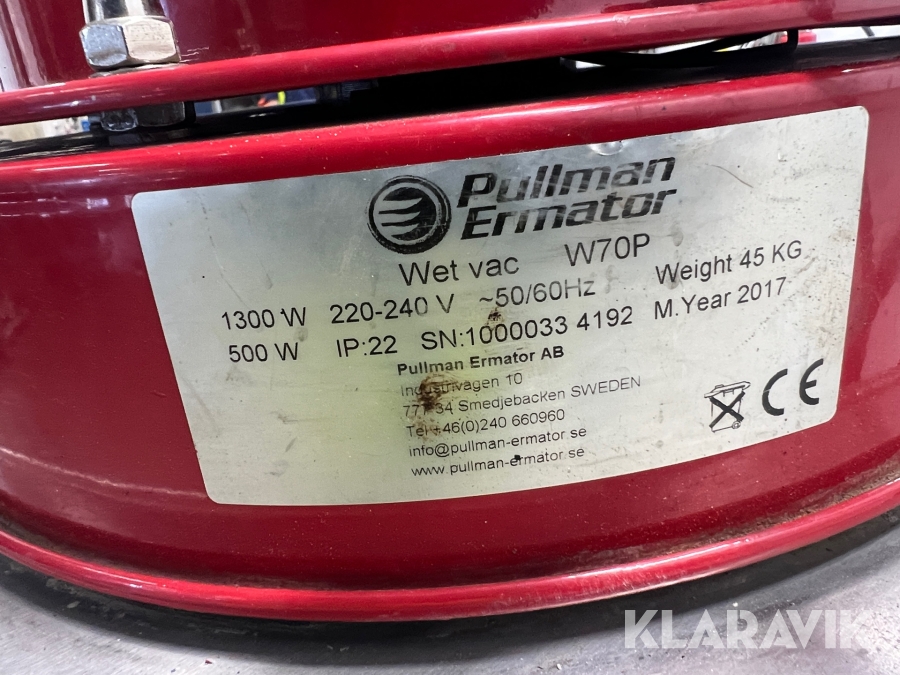 Pullman
Ermator
Wet vac W70P
1300 W 220-240 V ~50/60Hz Weight 45 KG
500 W IP:22 SN:1000033 4192 M.Year 2017
Pullman Ermator AB
Industrivagen 10
777 34 Smedjebacken SWEDEN
Tel +46(0)240 660960
info@pullman-ermator.se
www.pullman-ermator.se
CE
KLARAVIK